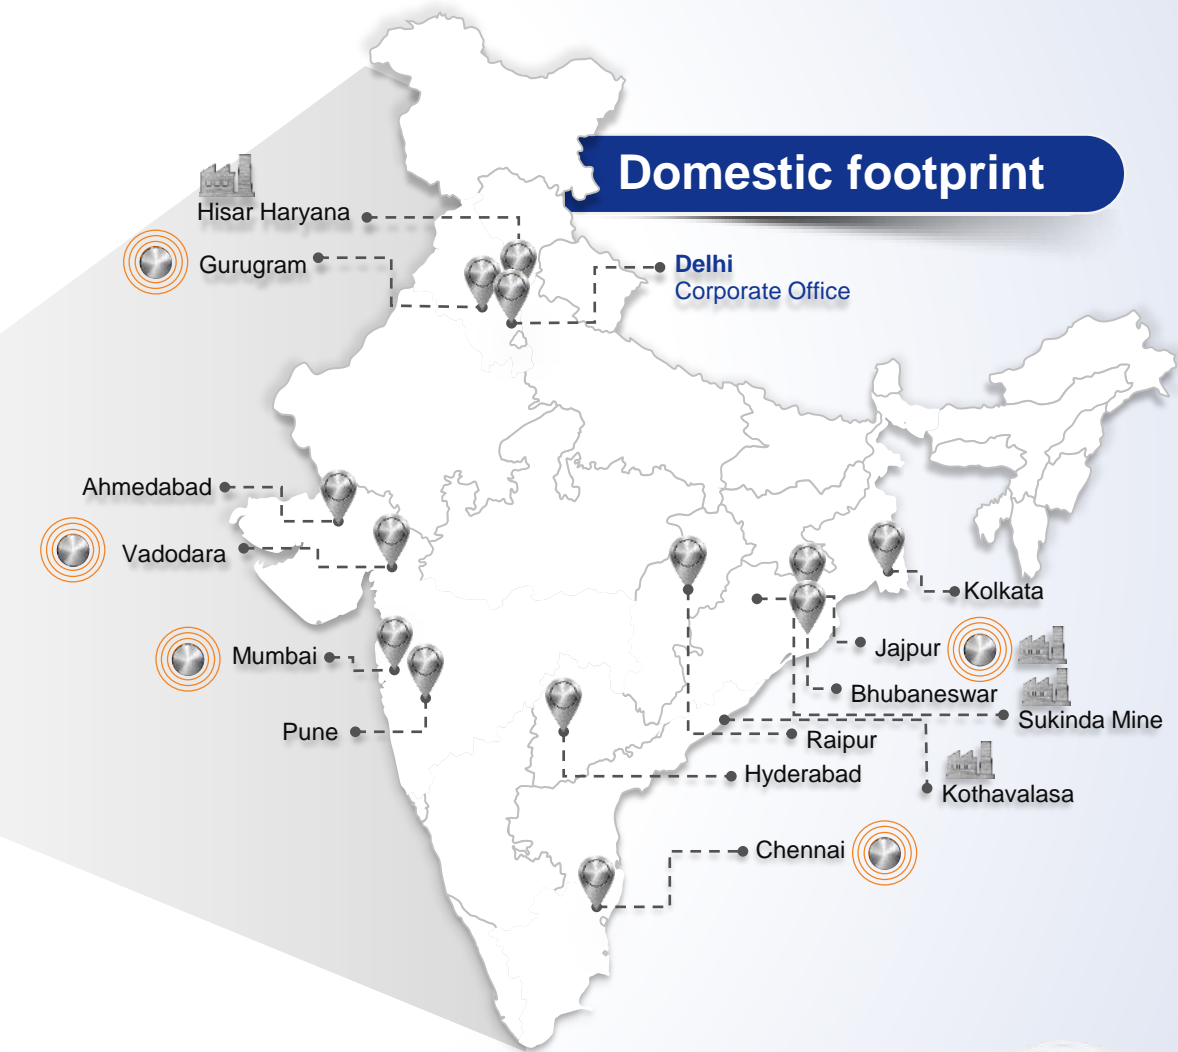 Domestic footprint
Hisar Haryana
Gurugram
Delhi
Corporate Office
Ahmedabad
Vadodara
Kolkata
Mumbai
Jajpur
Bhubaneswar
Sukinda Mine
Pune
Raipur
Hyderabad
Kothavalasa
Chennai